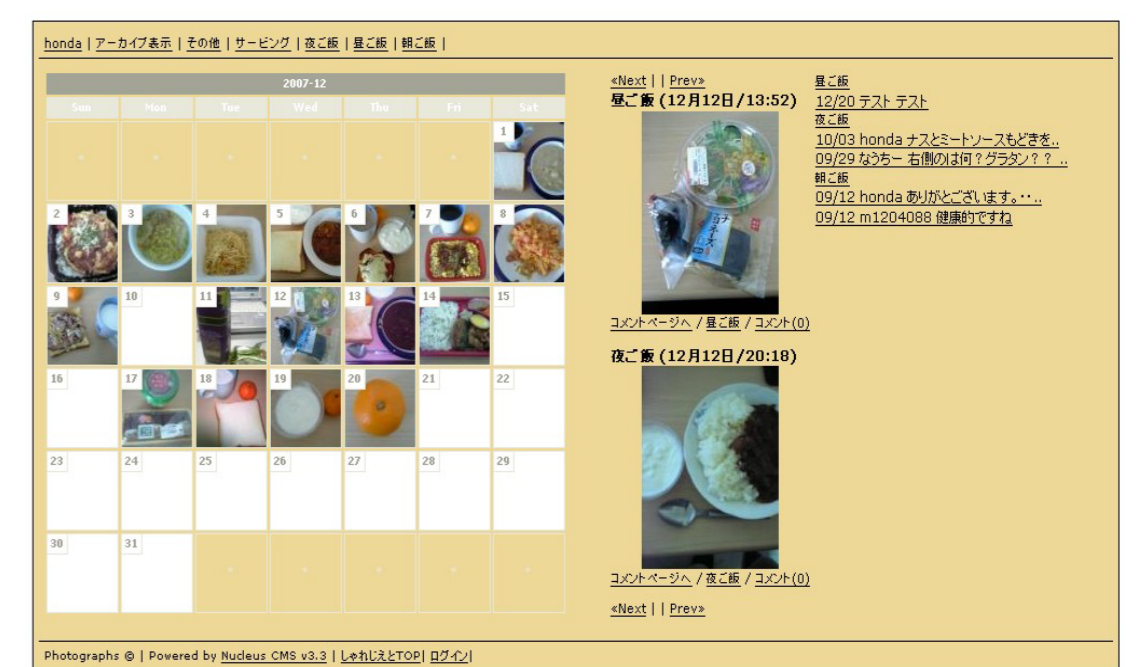 honda | アーカイブ表示 | その他 | サービング | 夜ご飯 | 昼ご飯 | 朝ご飯 |
2007-12
Sun Mon Tue Wed Thu Fri Sat
1
2 3 4 5 6 7 8
9 10 11 12 13 14 15
16 17 18 19 20 21 22
23 24 25 26 27 28 29
30 31
«Next | | Prev»
昼ご飯 (12月12日/13:52)
コメントページへ / 昼ご飯 / コメント(0)
夜ご飯 (12月12日/20:18)
コメントページへ / 夜ご飯 / コメント(0)
«Next | | Prev»
昼ご飯
12/20 テスト テスト
夜ご飯
10/03 honda ナスとミートソースもどきを..
09/29 なうちー 右側のは何？グラタン？？ ..
朝ご飯
09/12 honda ありがとございます。・・..
09/12 m1204088 健康的ですね
Photographs © | Powered by Nucleus CMS v3.3 | しゃれじえとTOP| ログイン|